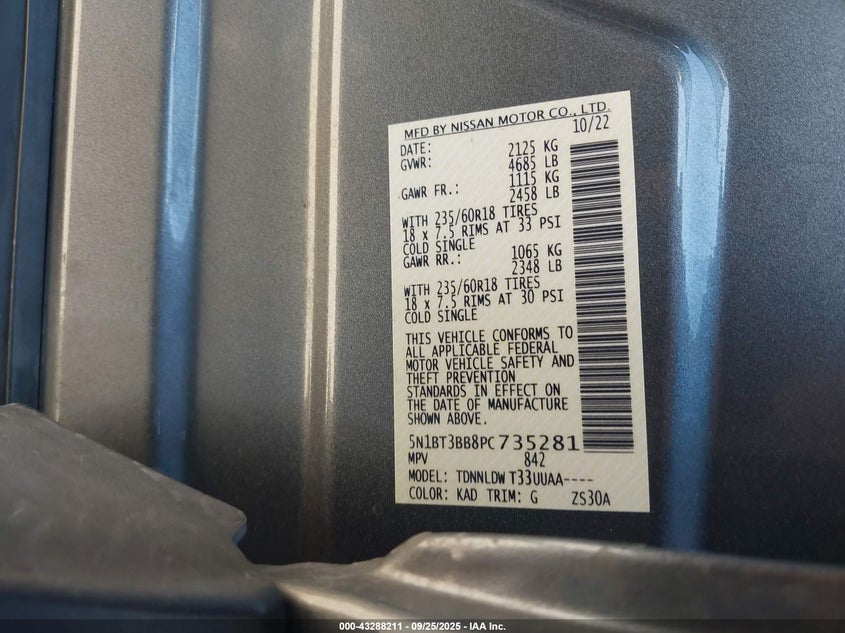 MFD BY NISSAN MOTOR CO., LTD.
DATE: 10/22
GVWR: 2125 KG
4685 LB
GAWR FR.: 1115 KG
2458 LB
WITH 235/60R18 TIRES
18 x 7.5 RIMS AT 33 PSI
COLD SINGLE
GAWR RR.: 1065 KG
2348 LB
WITH 235/60R18 TIRES
18 x 7.5 RIMS AT 30 PSI
COLD SINGLE
THIS VEHICLE CONFORMS TO
ALL APPLICABLE FEDERAL
MOTOR VEHICLE SAFETY AND
THEFT PREVENTION
STANDARDS IN EFFECT ON
THE DATE OF MANUFACTURE
SHOWN ABOVE.
5N1BT3BB8PC735281
MPV 842
MODEL: TDNNLDW T33UUAA----
COLOR: KAD TRIM: G ZS30A
000-43288211 - 09/25/2025 - IAA Inc.